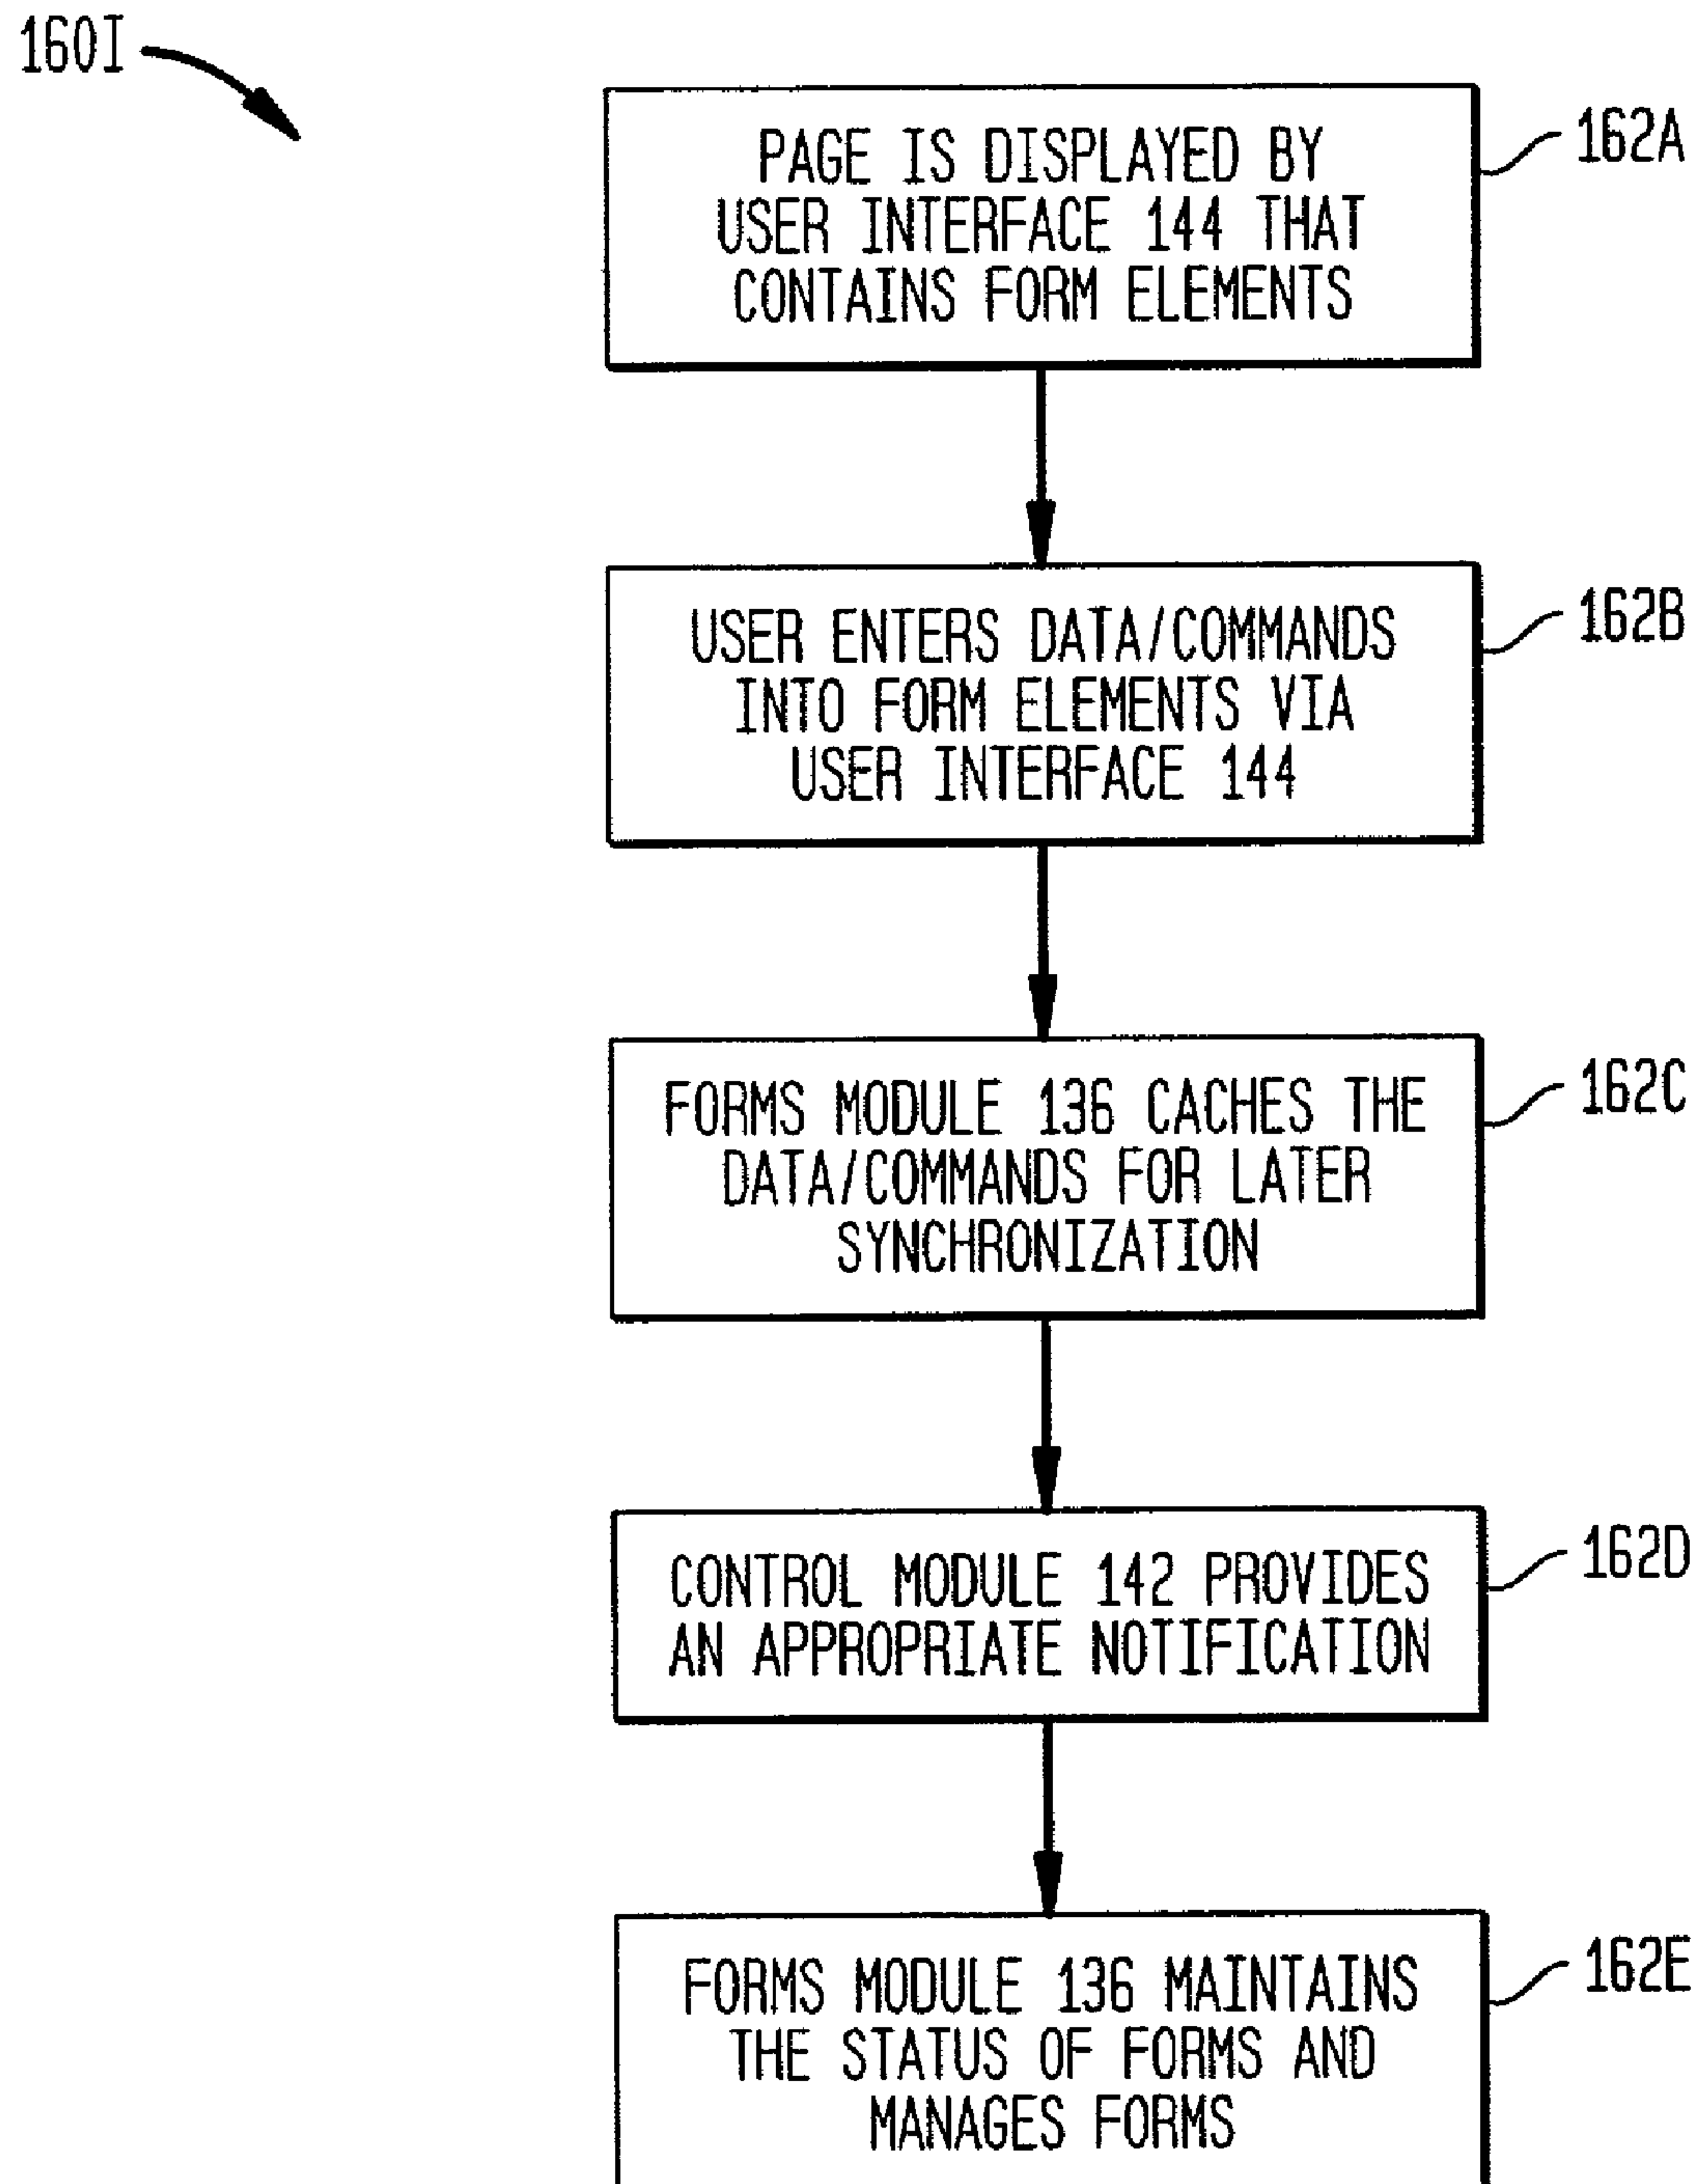 160I
PAGE IS DISPLAYED BY
USER INTERFACE 144 THAT
CONTAINS FORM ELEMENTS
162A
USER ENTERS DATA/COMMANDS
INTO FORM ELEMENTS VIA
USER INTERFACE 144
162B
FORMS MODULE 136 CACHES THE
DATA/COMMANDS FOR LATER
SYNCHRONIZATION
162C
CONTROL MODULE 142 PROVIDES
AN APPROPRIATE NOTIFICATION
162D
FORMS MODULE 136 MAINTAINS
THE STATUS OF FORMS AND
MANAGES FORMS
162E